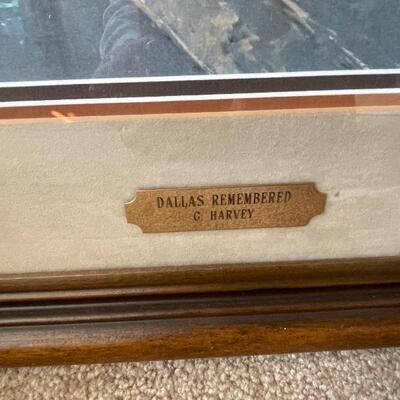 DALLAS REMEMBERED
G. HARVEY